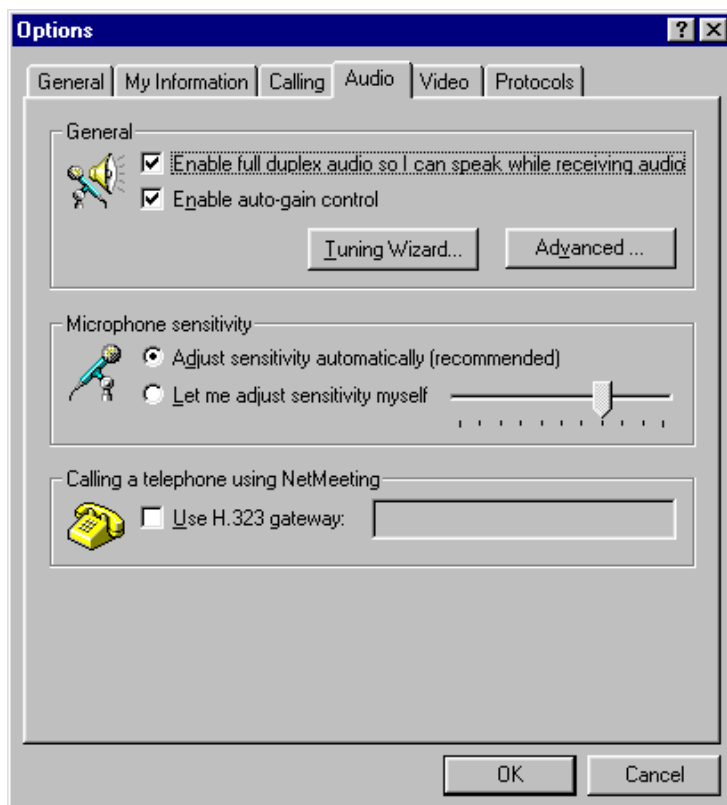 Options
General My Information Calling Audio Video Protocols
General
Enable full duplex audio so I can speak while receiving audio
Enable auto-gain control
Tuning Wizard... Advanced ...
Microphone sensitivity
Adjust sensitivity automatically (recommended)
Let me adjust sensitivity myself
Calling a telephone using NetMeeting
Use H.323 gateway:
OK Cancel